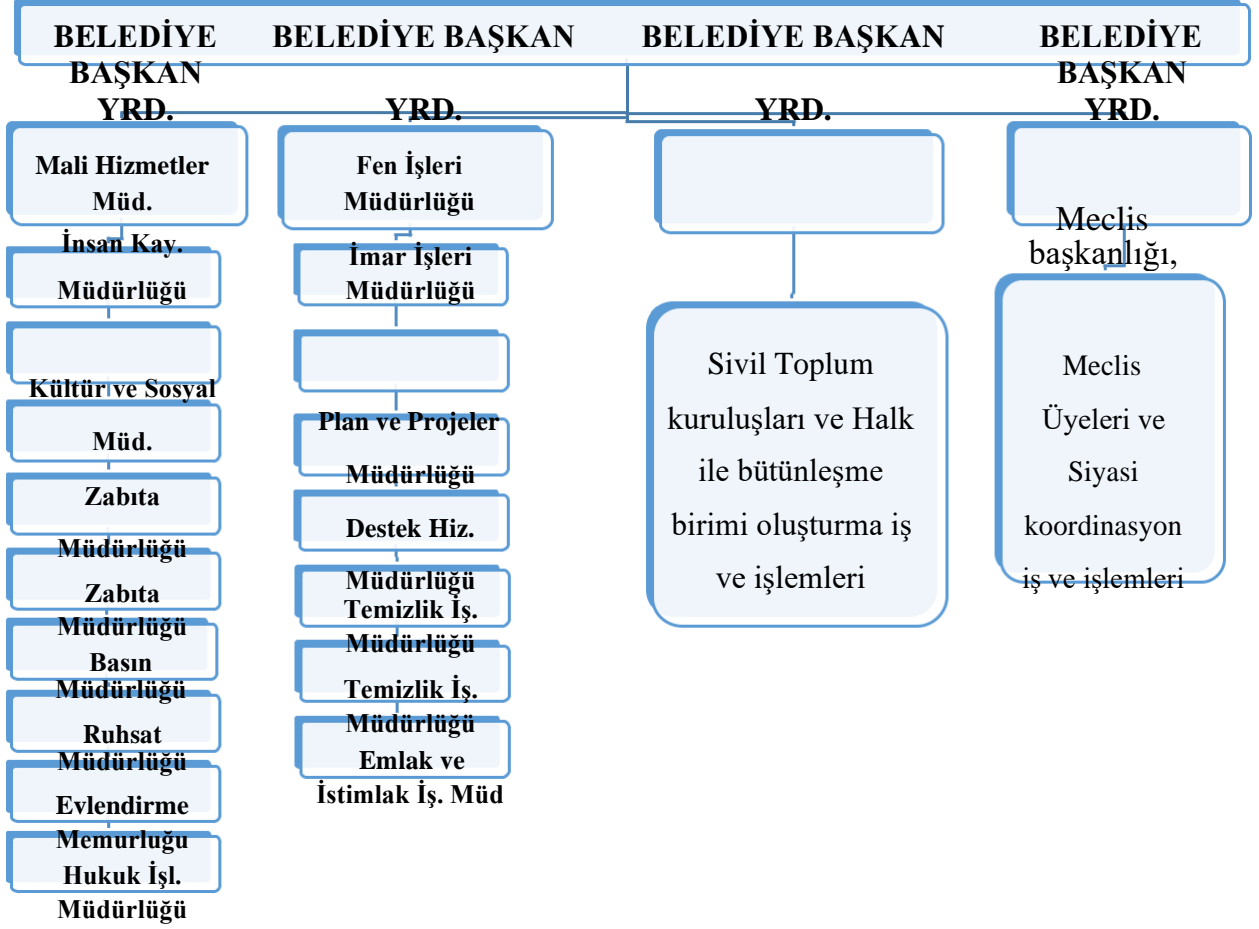 BELEDİYE
BAŞKAN
YRD.
Mali Hizmetler
Müd.
İnsan Kay.
Müdürlüğü
Kültür ve Sosyal
Müd.
Zabıta
Müdürlüğü
Zabıta
Müdürlüğü
Basın
Müdürlüğü
Ruhsat
Müdürlüğü
Evlendirme
Memurluğu
Hukuk İşl.
Müdürlüğü
BELEDİYE BAŞKAN
YRD.
Fen İşleri
Müdürlüğü
İmar İşleri
Müdürlüğü
Plan ve Projeler
Müdürlüğü
Destek Hiz.
Müdürlüğü
Temizlik İş.
Müdürlüğü
Temizlik İş.
Müdürlüğü
Emlak ve
İstimlak İş. Müd
BELEDİYE BAŞKAN
YRD.
Sivil Toplum
kuruluşları ve Halk
ile bütünleşme
birimi oluşturma iş
ve işlemleri
BELEDİYE
BAŞKAN
YRD.
Meclis
başkanlığı,
Meclis
Üyeleri ve
Siyasi
koordinasyon
iş ve işlemleri